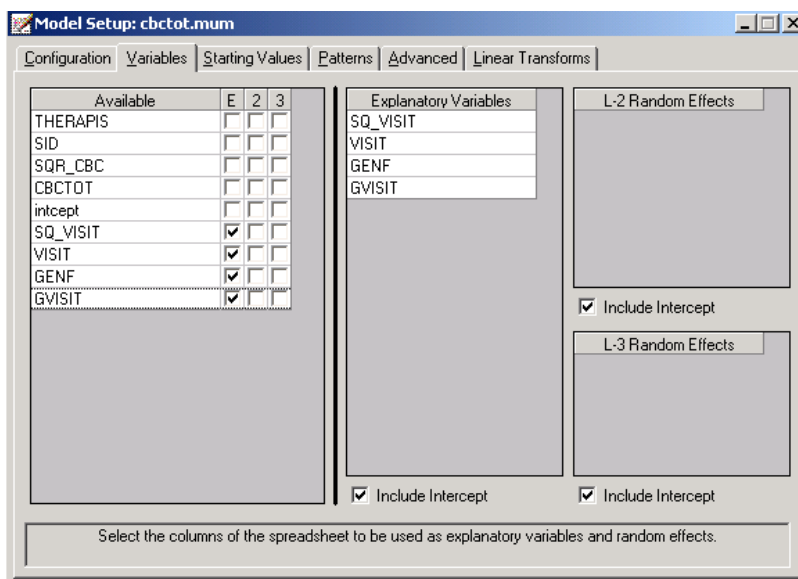 Model Setup: cbctot.mum
Configuration Variables Starting Values Patterns Advanced Linear Transforms
Available E 2 3
THERAPIS
SID
SQR_CBC
CBCTOT
intcept
SQ_VISIT
VISIT
GENF
GVISIT
Explanatory Variables
SQ_VISIT
VISIT
GENF
GVISIT
Include Intercept
L-2 Random Effects
Include Intercept
L-3 Random Effects
Include Intercept
Select the columns of the spreadsheet to be used as explanatory variables and random effects.